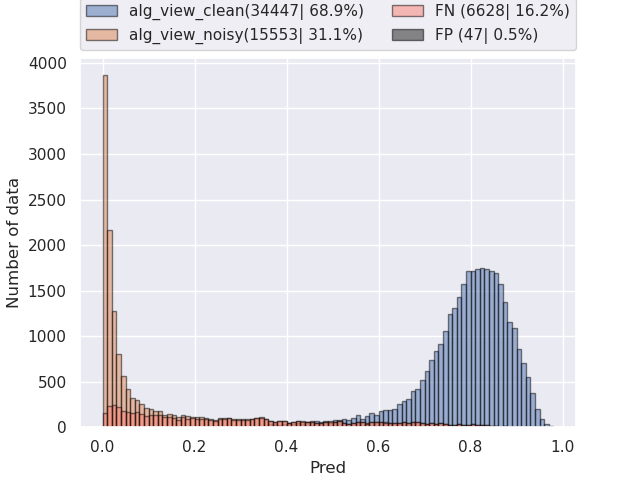 alg_view_clean(34447| 68.9%)
alg_view_noisy(15553| 31.1%)
FN (6628| 16.2%)
FP (47| 0.5%)
4000
3500
3000
2500
2000
1500
1000
500
0
Number of data
0.0 0.2 0.4 0.6 0.8 1.0
Pred